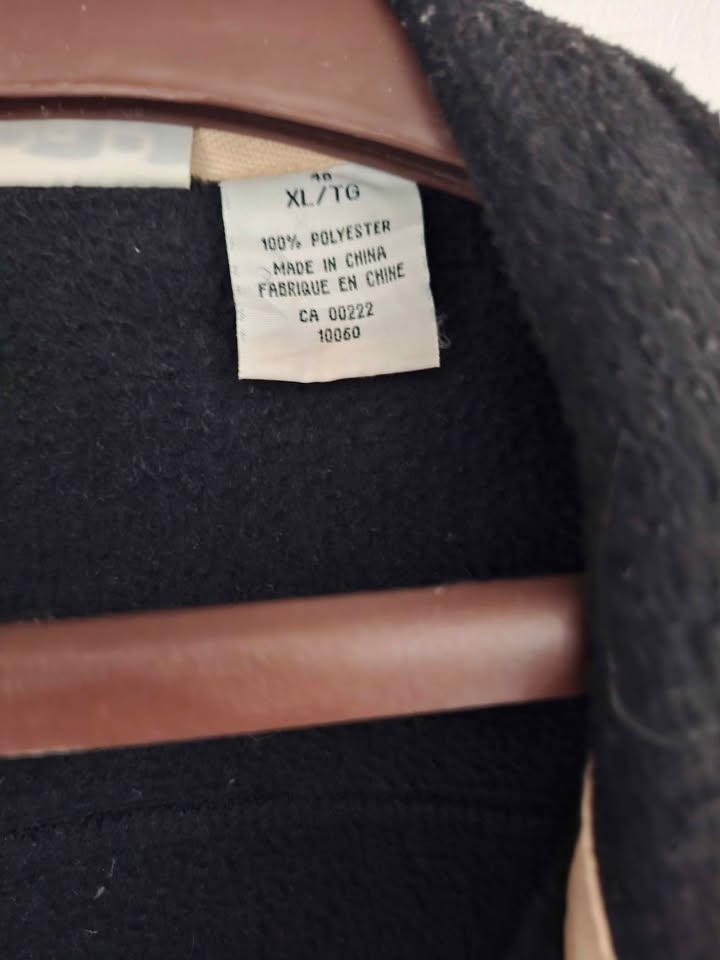 XL/TG
100% POLYESTER
MADE IN CHINA
FABRIQUE EN CHINE
CA 00222
10060